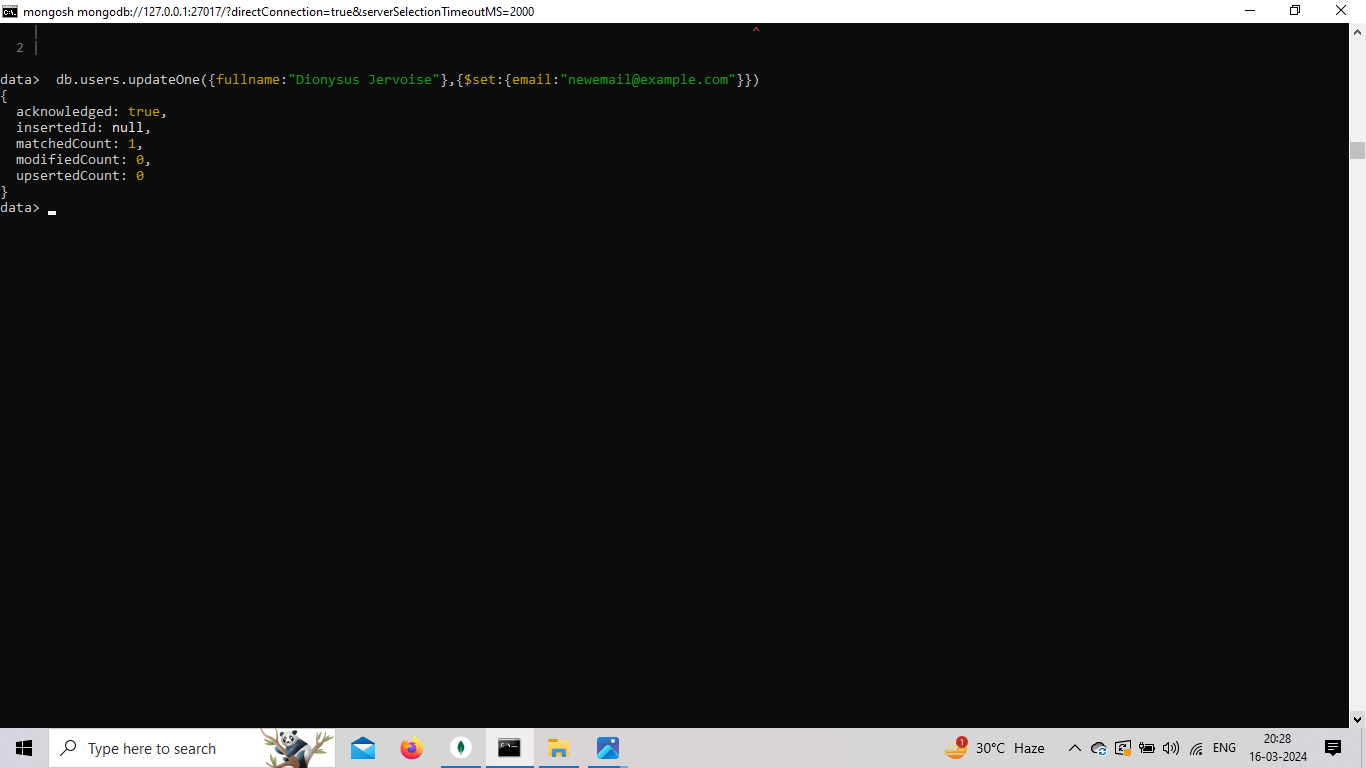 mongosh mongodb://127.0.0.1:27017/?directConnection=true&serverSelectionTimeoutMS=2000
| ^
2 |
data> db.users.updateOne({fullname:"Dionysus Jervoise"},{$set:{email:"newemail@example.com"}})
{
acknowledged: true,
insertedId: null,
matchedCount: 1,
modifiedCount: 0,
upsertedCount: 0
}
data>
Type here to search
1
30°C Haze
ENG
20:28
16-03-2024